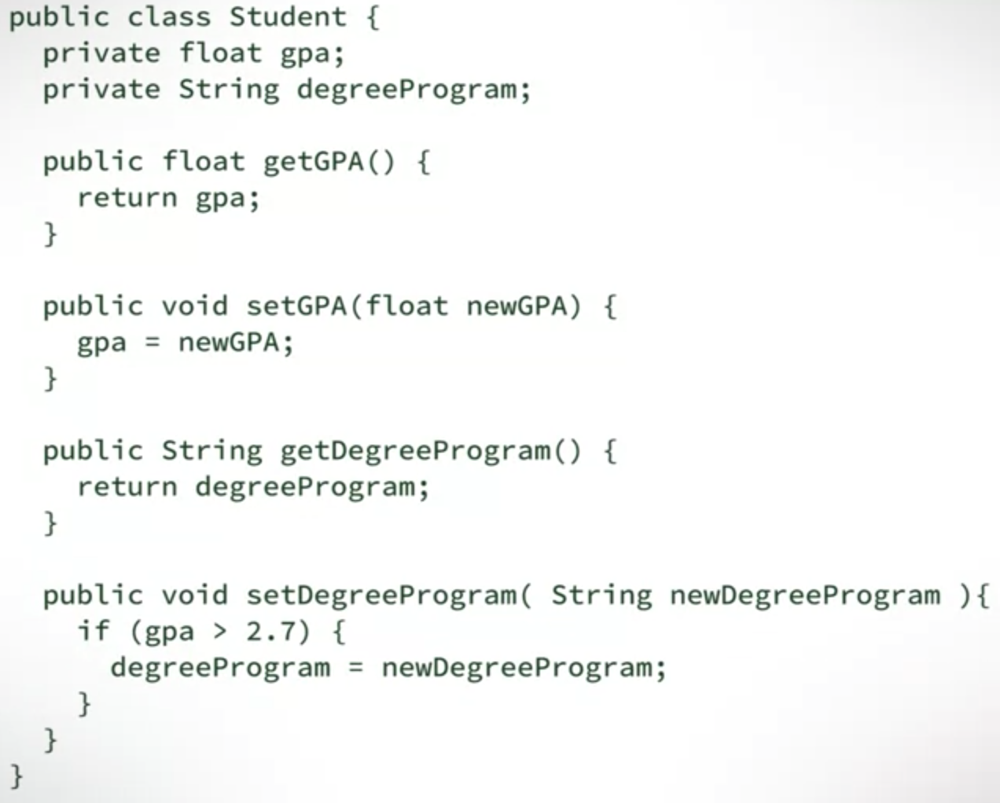 public class Student {
  private float gpa;
  private String degreeProgram;

  public float getGPA() {
    return gpa;
  }

  public void setGPA(float newGPA) {
    gpa = newGPA;
  }

  public String getDegreeProgram() {
    return degreeProgram;
  }

  public void setDegreeProgram( String newDegreeProgram ){
    if (gpa > 2.7) {
      degreeProgram = newDegreeProgram;
    }
  }
}